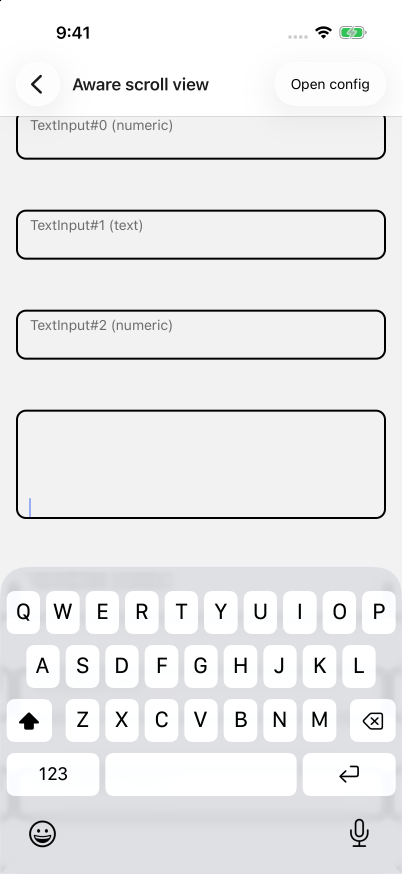 9:41
Aware scroll view
Open config
TextInput#0 (numeric)
TextInput#1 (text)
TextInput#2 (numeric)
Q W E R T Y U I O P
A S D F G H J K L
Z X C V B N M
123